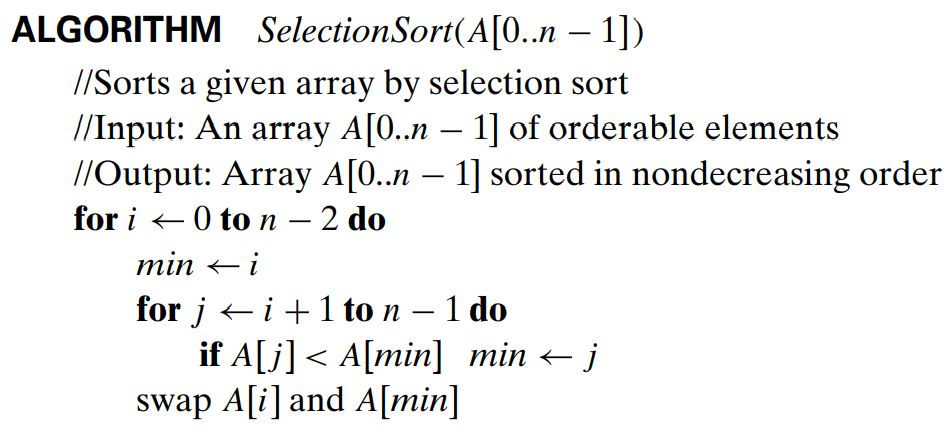 ALGORITHM SelectionSort(A[0..n − 1])
//Sorts a given array by selection sort
//Input: An array A[0..n − 1] of orderable elements
//Output: Array A[0..n − 1] sorted in nondecreasing order
for i ← 0 to n − 2 do
min ← i
for j ← i + 1 to n − 1 do
if A[j] < A[min] min ← j
swap A[i] and A[min]